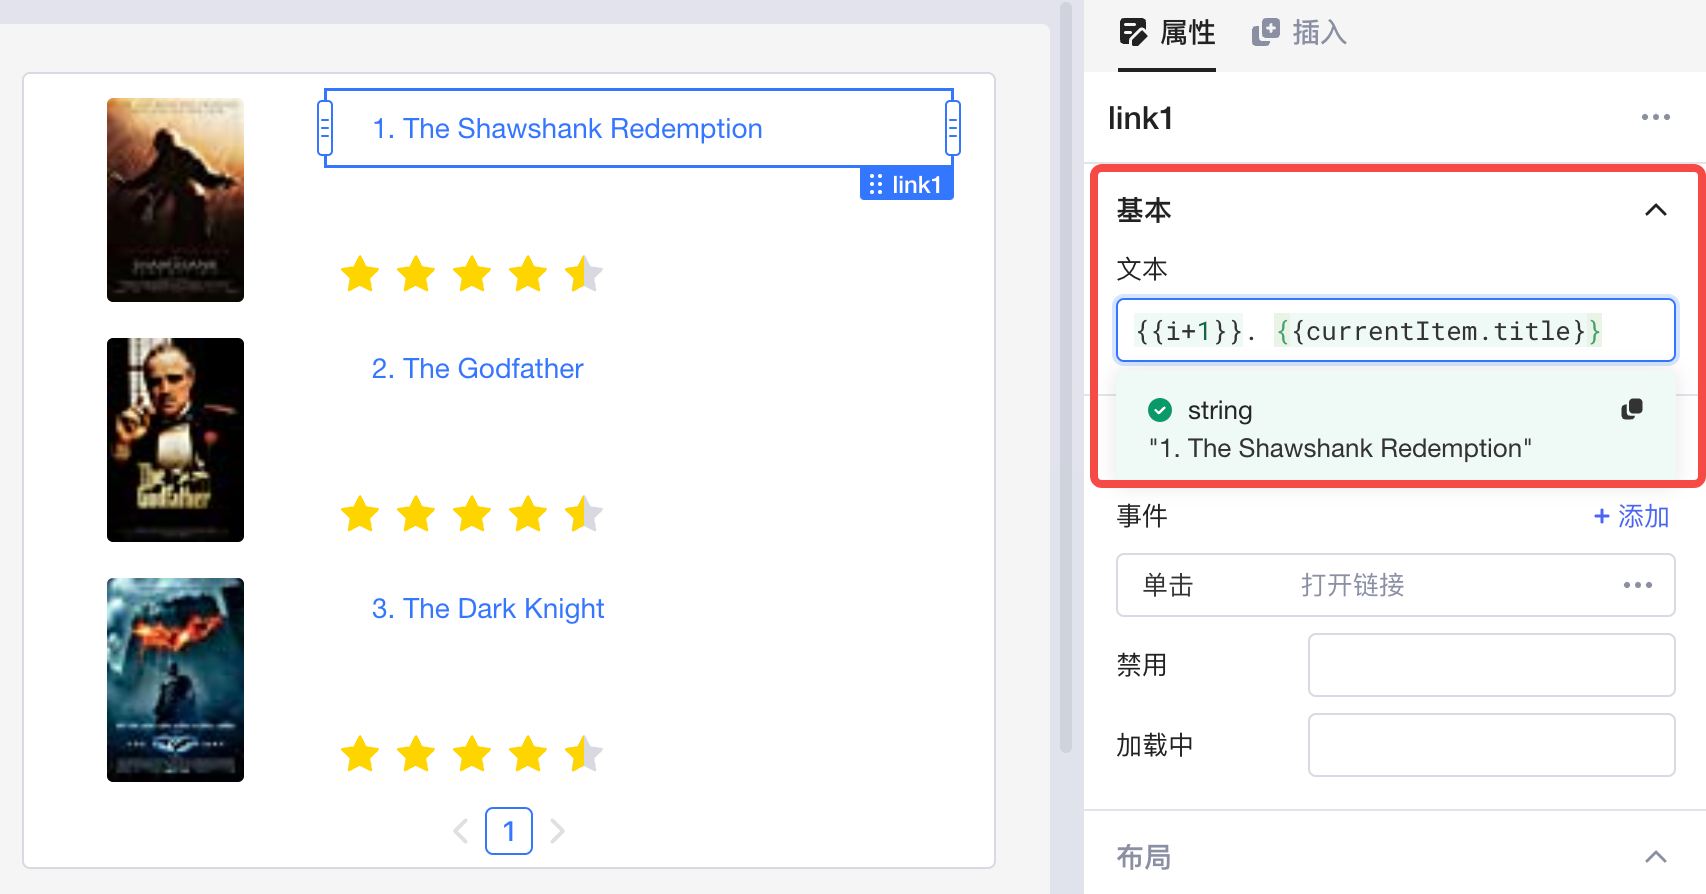 1. The Shawshank Redemption
link1
2. The Godfather
The
Godfather
3. The Dark Knight
1
属性
插入
link1
基本
文本
{{i+1}}. {{currentItem.title}}
string
"1. The Shawshank Redemption"
事件
+ 添加
单击 打开链接
禁用
加载中
布局